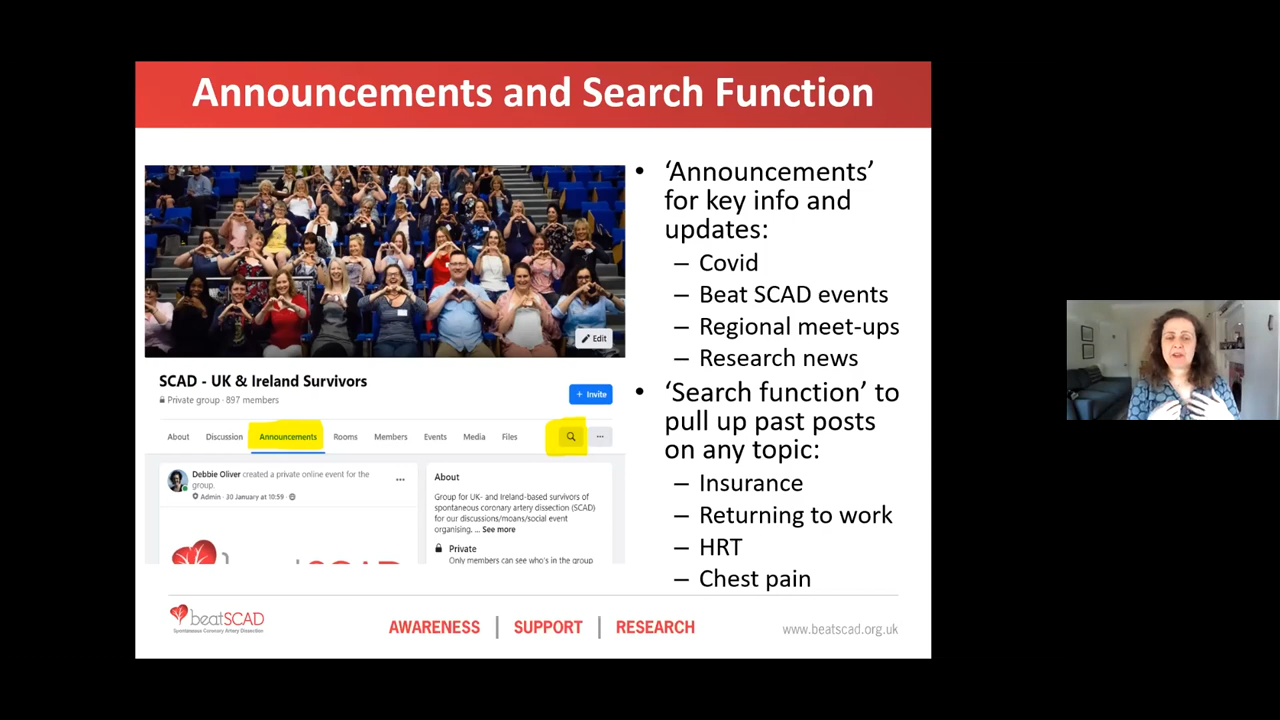 Announcements and Search Function
Edit
SCAD - UK & Ireland Survivors
Private group · 897 members
+ Invite
About
Discussion
Announcements
Rooms
Members
Events
Media
Files
Debbie Oliver created a private online event for the
group.
Admin · 30 January at 10:59 ·
About
Group for UK- and Ireland-based survivors of
spontaneous coronary artery dissection (SCAD)
for our discussions/moans/social event
organising. ... See more
Private
Only members can see who's in the group
• ‘Announcements’
for key info and
updates:
– Covid
– Beat SCAD events
– Regional meet-ups
– Research news
• ‘Search function’ to
pull up past posts
on any topic:
– Insurance
– Returning to work
– HRT
– Chest pain
beatSCAD
Spontaneous Coronary Artery Dissection
AWARENESS | SUPPORT | RESEARCH
www.beatscad.org.uk